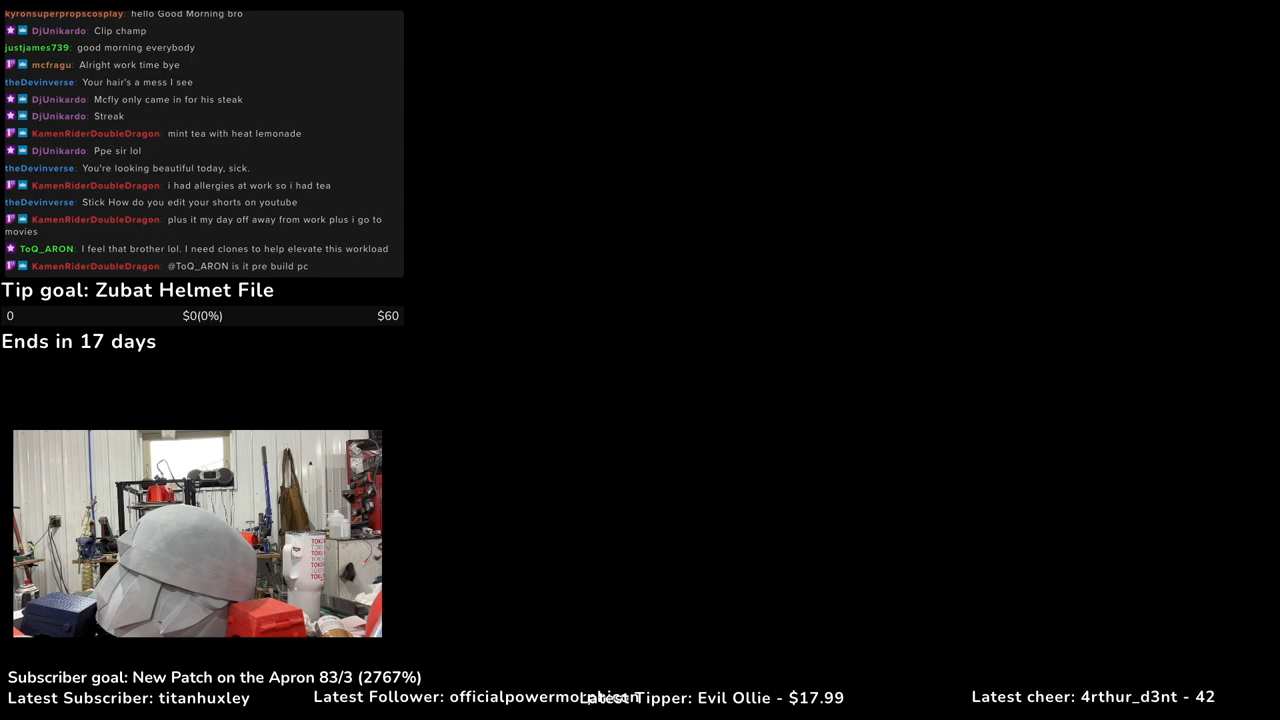 kyronsuperpropscosplay: hello Good Morning bro
DjUnikardo: Clip champ
justjames739: good morning everybody
mcfragu: Alright work time bye
theDevinverse: Your hair's a mess I see
DjUnikardo: Mcfly only came in for his steak
DjUnikardo: Streak
KamenRiderDoubleDragon: mint tea with heat lemonade
DjUnikardo: Ppe sir lol
theDevinverse: You're looking beautiful today, sick.
KamenRiderDoubleDragon: i had allergies at work so i had tea
theDevinverse: Stick How do you edit your shorts on youtube
KamenRiderDoubleDragon: plus it my day off away from work plus i go to
movies
ToQ_ARON: I feel that brother lol. I need clones to help elevate this workload
KamenRiderDoubleDragon: @ToQ_ARON is it pre build pc
Tip goal: Zubat Helmet File
0 $0(0%) $60
Ends in 17 days
Subscriber goal: New Patch on the Apron 83/3 (2767%)
Latest Subscriber: titanhuxley
Latest Follower: officialpowermorphicon
Latest Tipper: Evil Ollie - $17.99
Latest cheer: 4rthur_d3nt - 42